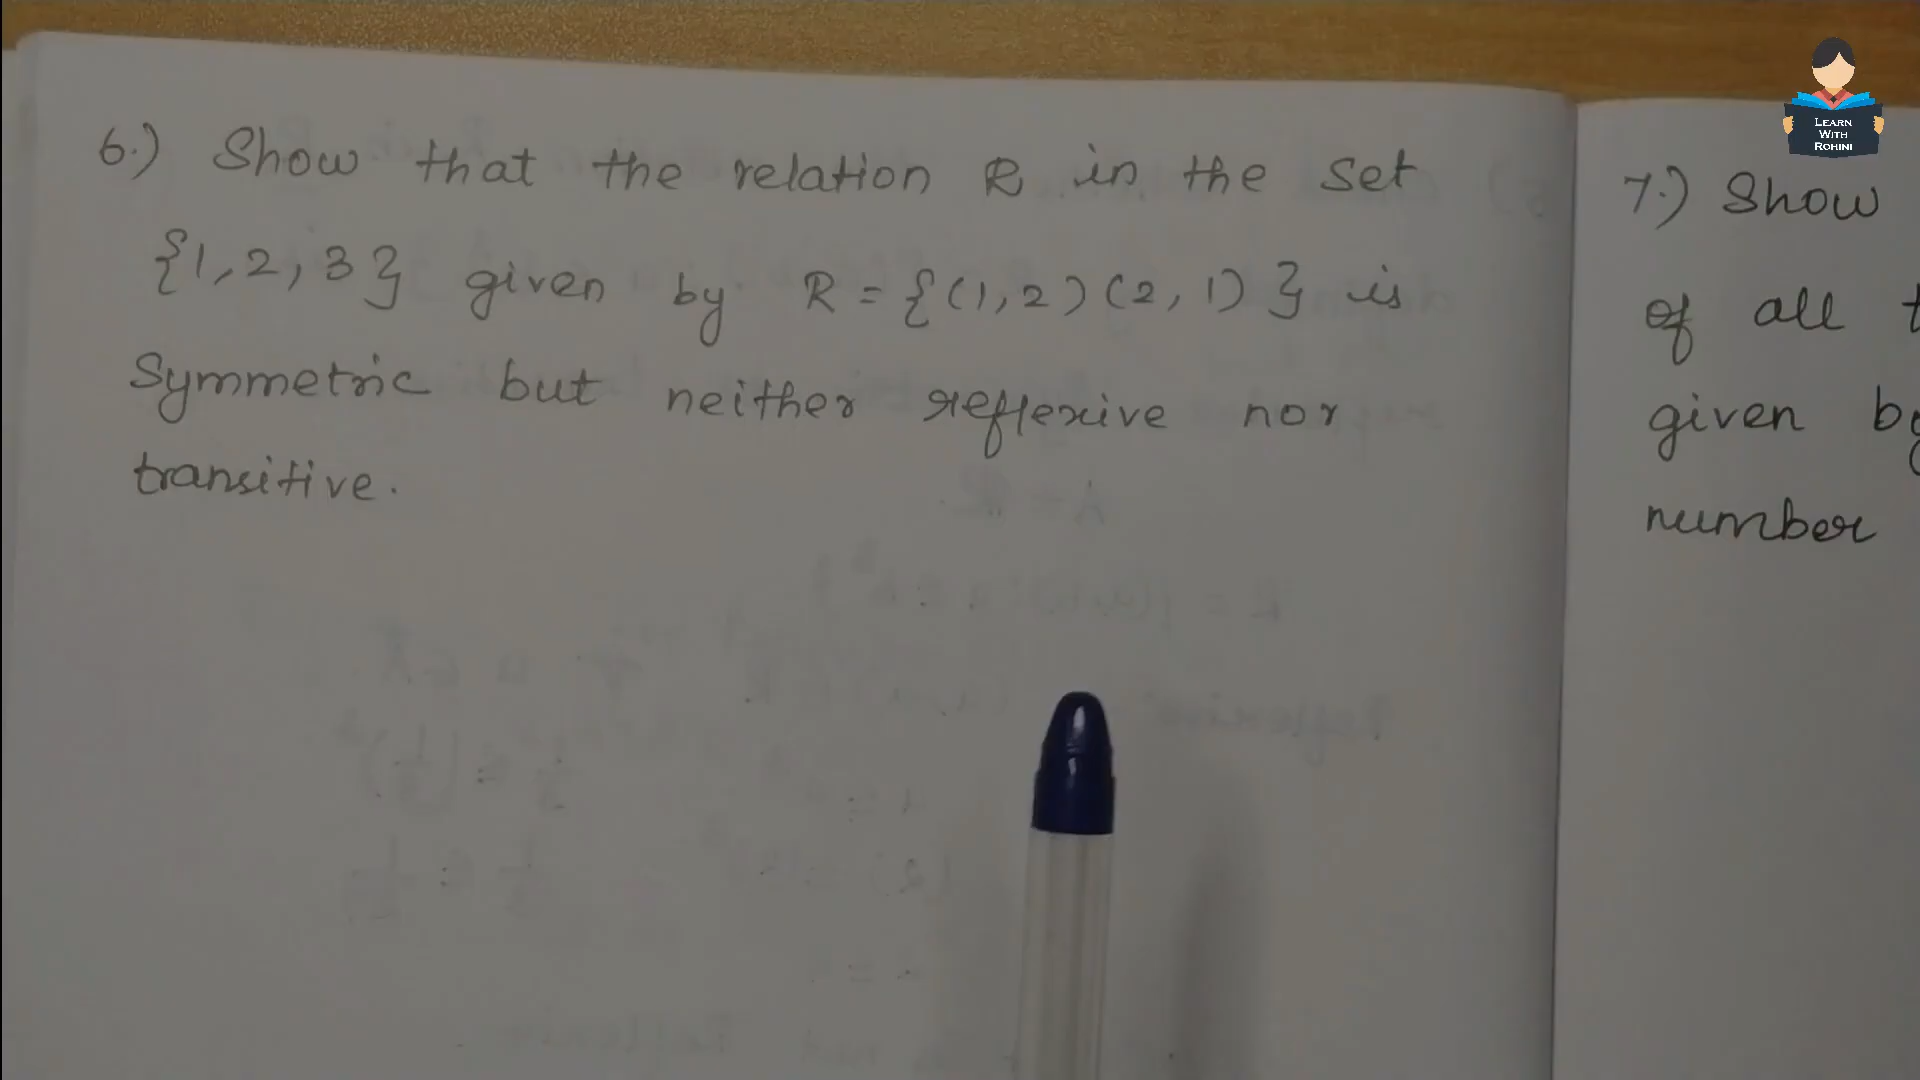 6.) Show that the relation R in the set
{1, 2, 3} given by R = {(1, 2) (2, 1)} is
Symmetric but neither reflexive nor
transitive.
7.) Show
of all
given
number
LEARN
WITH
ROHINI